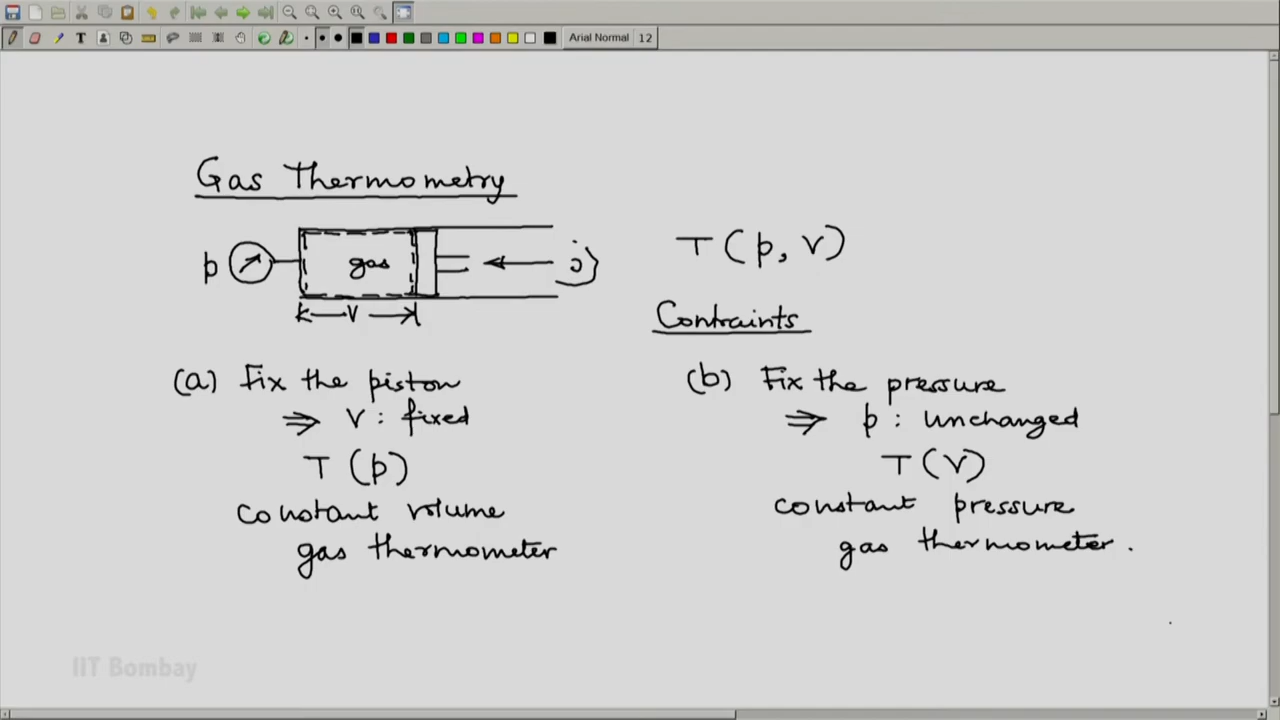 Arial Normal 12
Gas Thermometry
p gas
V
T (p, V)
Contraints
(a) Fix the piston
⇒ V : fixed
T (p)
constant volume
gas thermometer
(b) Fix the pressure
⇒ p : unchanged
T (V)
constant pressure
gas thermometer .
IIT Bombay